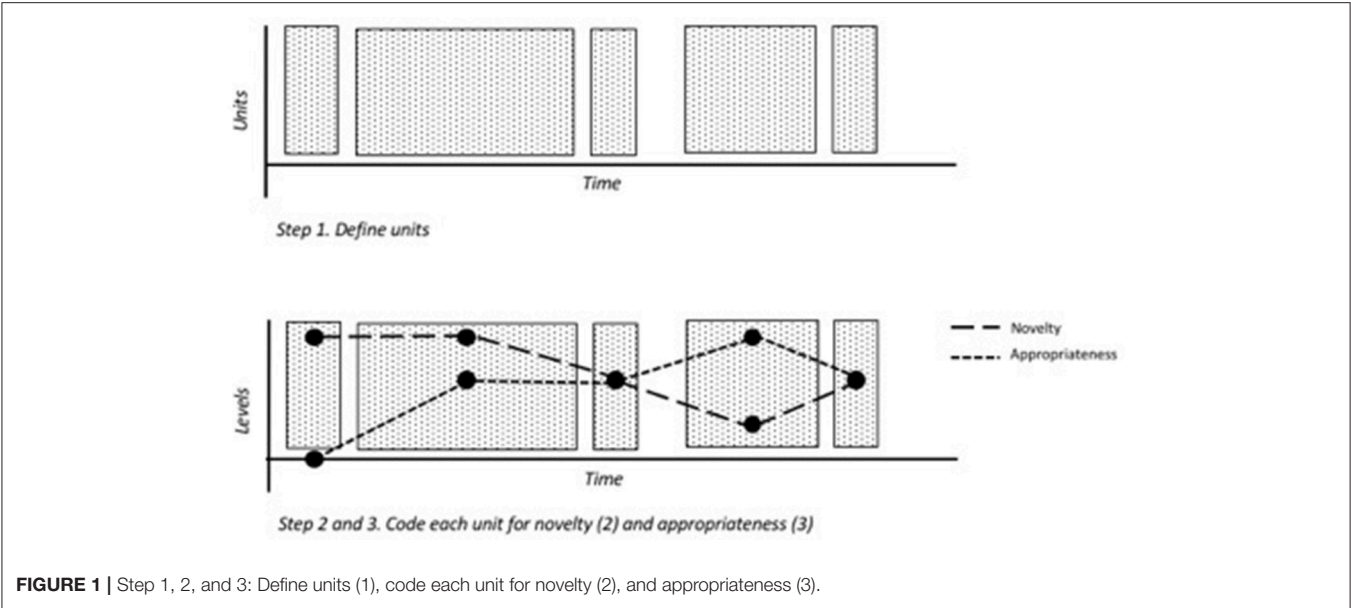 Units
Time
Step 1. Define units
Novelty
Appropriateness
Levels
Time
Step 2 and 3. Code each unit for novelty (2) and appropriateness (3)
FIGURE 1 | Step 1, 2, and 3: Define units (1), code each unit for novelty (2), and appropriateness (3).